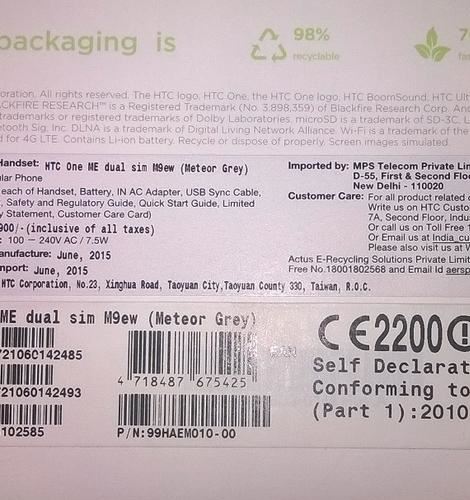 packaging is
98%
recyclable
7
oration. All rights reserved. The HTC logo, HTC One, the HTC One logo, HTC BoomSound, HTC Ult
ACKFIRE RESEARCH™ is a Registered Trademark (No. 3,898,359) of Blackfire Research Corp. And
trademarks or registered trademarks of Dolby Laboratories. microSD is a trademark of SD-3C, L
etooth Sig, Inc. DLNA is a trademark of Digital Living Network Alliance. Wi-Fi is a trademark of the
d for 4G LTE. Contains Li-ion battery. Recycle or dispose of properly. Screen images simulated.
Handset: HTC One ME dual sim M9ew (Meteor Grey)
ular Phone
each of Handset, Battery, IN AC Adapter, USB Sync Cable,
, Safety and Regulatory Guide, Quick Start Guide, Limited
y Statement, Customer Care Card)
900/-(inclusive of all taxes)
: 100 — 240V AC / 7.5W
anufacture: June, 2015
mport: June, 2015
HTC Corporation, No.23, Xinghua Road, Taoyuan City,Taoyuan County 330, Taiwan, R.O.C.
Imported by: MPS Telecom Private Lim
D-55, First & Second Floor
New Delhi - 110020
Customer Care: For all product related
Write us on HTC Custo
7A, Second Floor, Indu
Or call us on Toll Free 1
Or Email us at India_cu
Please also visit us at W
Actus E-Recycling Solutions Private Limit
Free No.18001802568 and Email Id aersp
ME dual sim M9ew (Meteor Grey)
721060142485
721060142493
102585
4 718487 675425
P/N:99HAEM010-00
CE2200
Self Declarat
Conforming to
(Part 1):2010